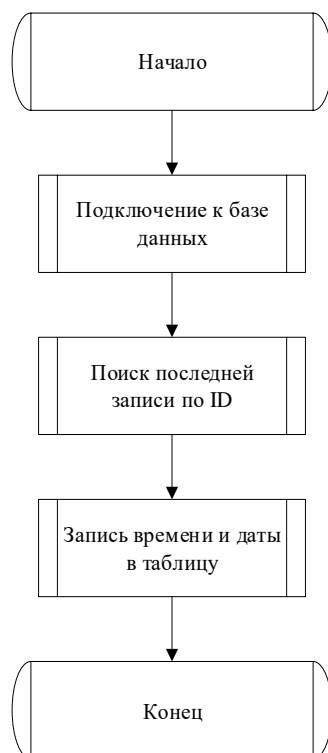 Начало
Подключение к базе
данных
Поиск последней
записи по ID
Запись времени и даты
в таблицу
Конец